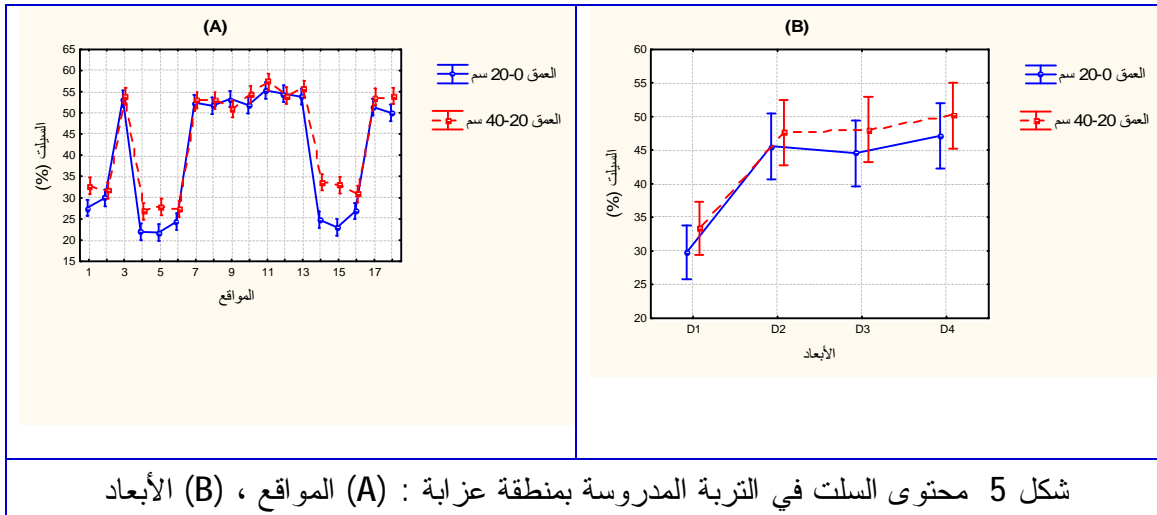 (A)
65
60
55
50
45
40
35
30
25
20
15
السيلت (%)
1 3 5 7 9 11 13 15 17
المواقع
العمق 0-20 سم
العمق 20-40 سم
(B)
60
55
50
45
40
35
30
25
20
السيلت (%)
D1 D2 D3 D4
الأبعاد
العمق 0-20 سم
العمق 20-40 سم
شكل 5 محتوى السلت في التربة المدروسة بمنطقة عزابة : (A) المواقع ، (B) الأبعاد